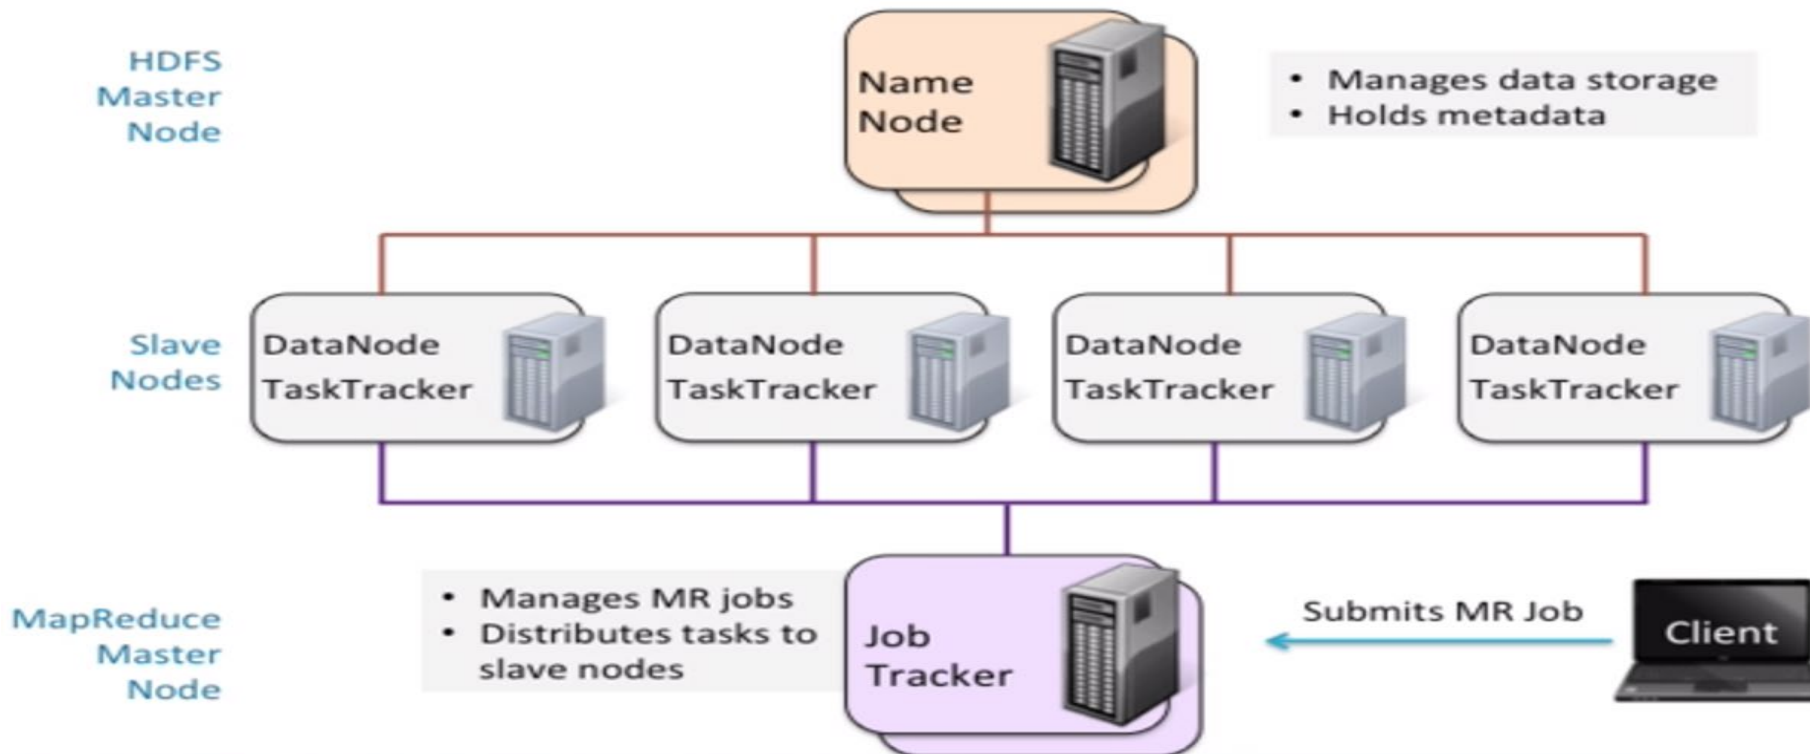 HDFS
Master
Node
Name
Node
• Manages data storage
• Holds metadata
Slave
Nodes
DataNode
TaskTracker
DataNode
TaskTracker
DataNode
TaskTracker
DataNode
TaskTracker
MapReduce
Master
Node
• Manages MR jobs
• Distributes tasks to
slave nodes
Job
Tracker
Submits MR Job
Client